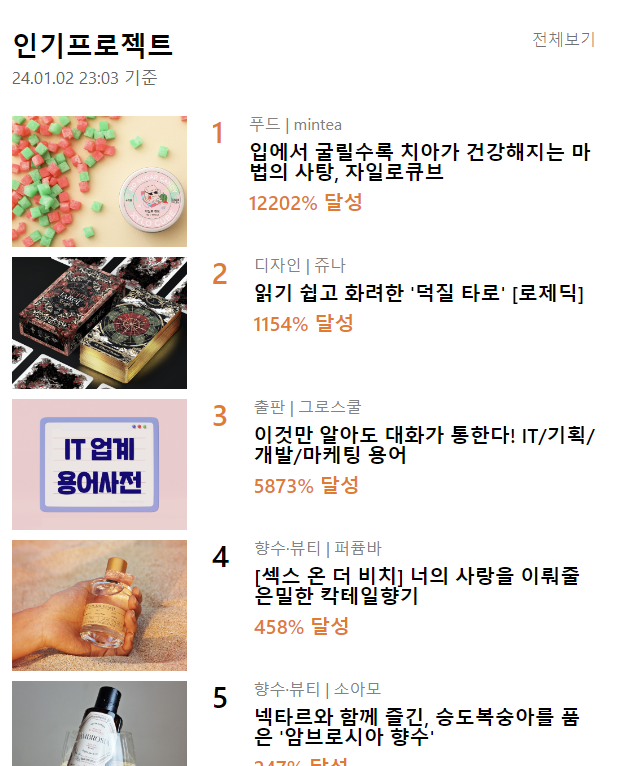 인기프로젝트
전체보기
24.01.02 23:03 기준
1
푸드 | mintea
입에서 굴릴수록 치아가 건강해지는 마
법의 사탕, 자일로큐브
12202% 달성
2
디자인 | 쥬나
읽기 쉽고 화려한 '덕질 타로' [로제딕]
1154% 달성
IT 업계
용어사전
3
출판 | 그로스쿨
이것만 알아도 대화가 통한다! IT/기획/
개발/마케팅 용어
5873% 달성
4
향수·뷰티 | 퍼퓸바
[섹스 온 더 비치] 너의 사랑을 이뤄줄
은밀한 칵테일향기
458% 달성
5
향수·뷰티 | 소아모
넥타르와 함께 즐긴, 승도복숭아를 품
은 '암브로시아 향수'
347% 달성